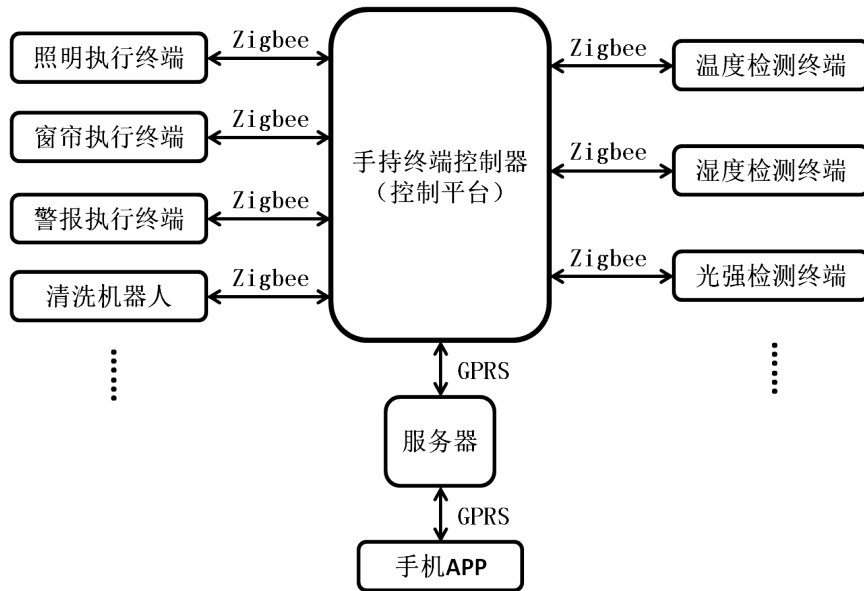 Zigbee
照明执行终端
Zigbee
窗帘执行终端
Zigbee
警报执行终端
Zigbee
清洗机器人
手持终端控制器
（控制平台）
Zigbee
温度检测终端
Zigbee
湿度检测终端
Zigbee
光强检测终端
GPRS
服务器
GPRS
手机APP